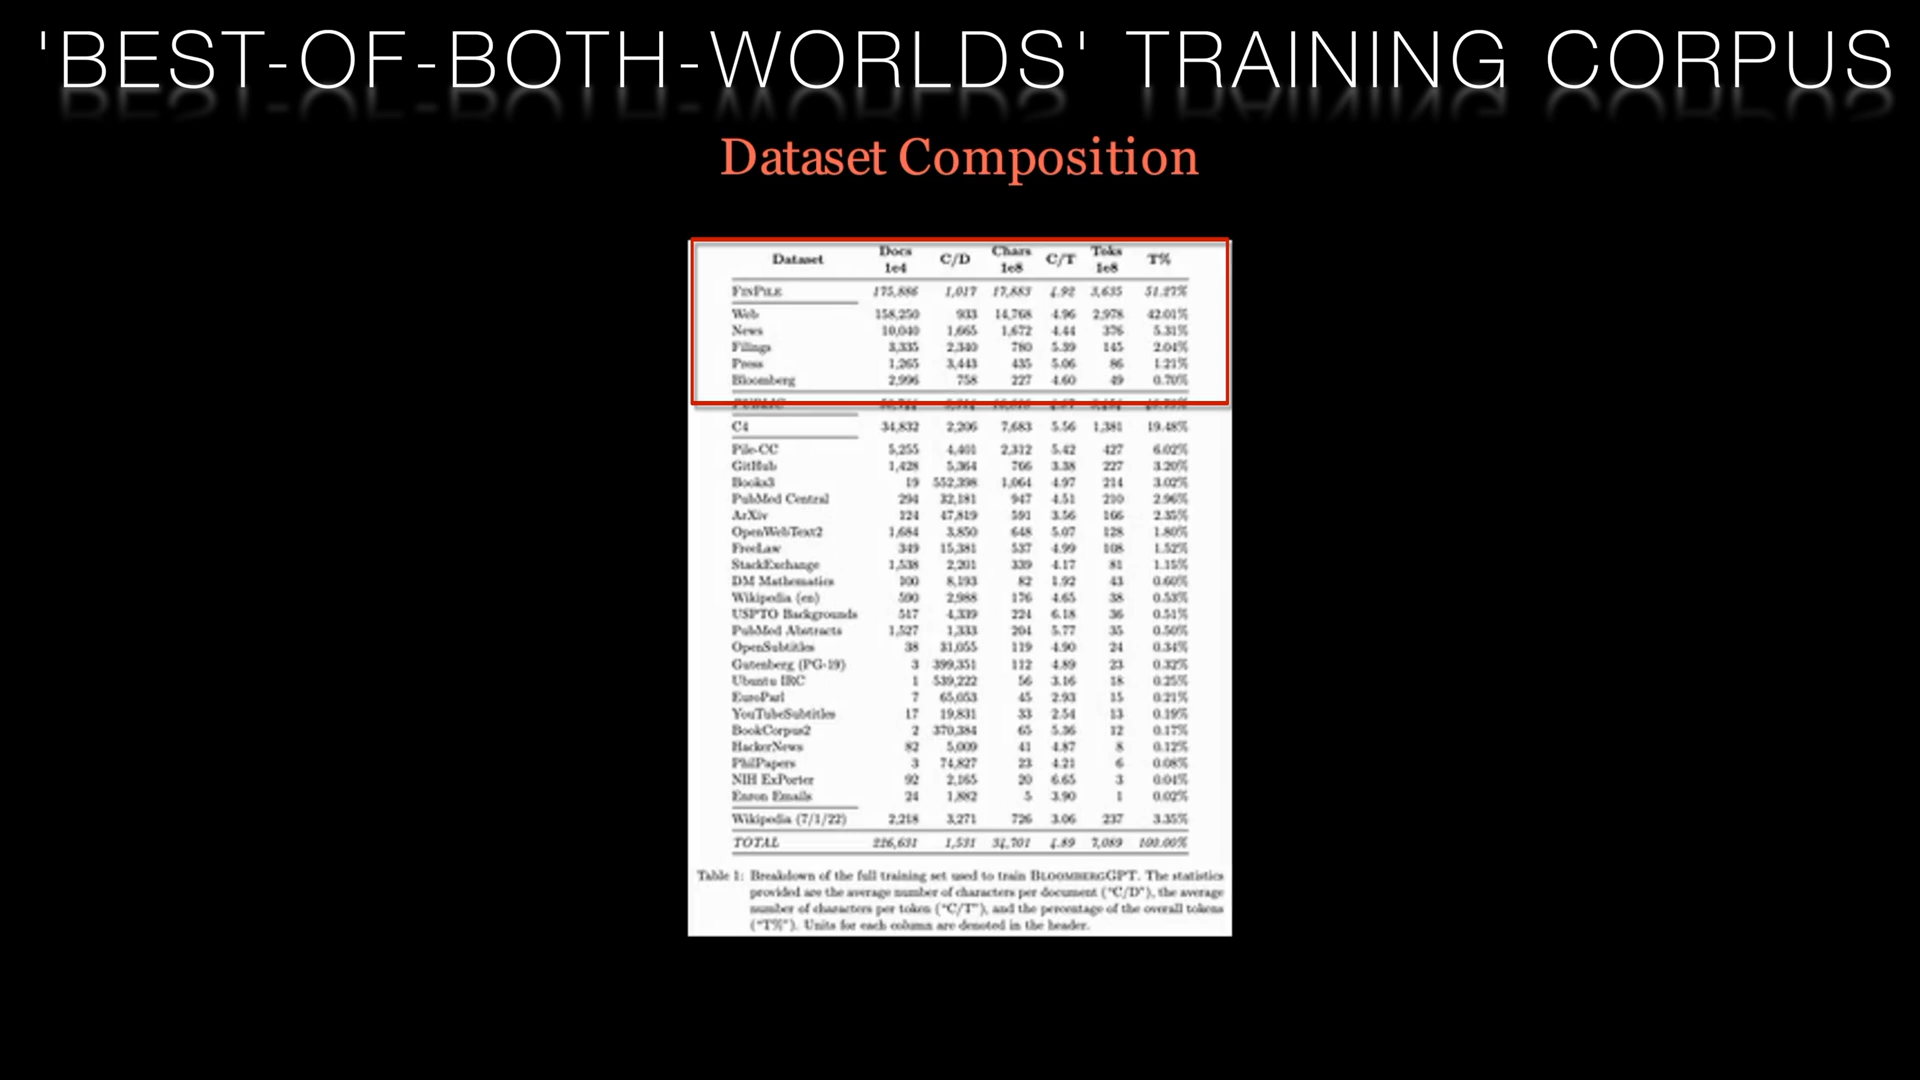 'BEST-OF-BOTH-WORLDS' TRAINING CORPUS
Dataset Composition
Dataset Docs 1e4 C/D Chars 1e8 C/T Toks 1e8 T%
FINPILE 175,886 1,017 17,883 4.92 3,635 51.27%
Web 158,250 933 14,768 4.96 2,978 42.01%
News 10,040 1,665 1,672 4.44 376 5.31%
Filings 3,335 2,340 780 5.39 145 2.04%
Press 1,265 3,443 435 5.06 86 1.21%
Bloomberg 2,996 758 227 4.60 49 0.70%
PUBLIC
C4 34,832 2,206 7,683 5.56 1,381 19.48%
Pile-CC 5,255 4,401 2,312 5.42 427 6.02%
GitHub 1,428 5,364 766 3.38 227 3.20%
Books3 19 552,398 1,064 4.97 214 3.02%
PubMed Central 294 32,181 947 4.51 210 2.96%
ArXiv 124 47,819 591 3.56 166 2.35%
OpenWebText2 1,684 3,850 648 5.07 128 1.80%
FreeLaw 349 15,381 537 4.99 108 1.52%
StackExchange 1,538 2,201 339 4.17 81 1.15%
DM Mathematics 100 8,193 82 1.92 43 0.60%
Wikipedia (en) 590 2,988 176 4.65 38 0.53%
USPTO Backgrounds 517 4,339 224 6.18 36 0.51%
PubMed Abstracts 1,527 1,333 204 5.77 35 0.50%
OpenSubtitles 38 31,055 119 4.90 24 0.34%
Gutenberg (PG-19) 3 399,351 112 4.89 23 0.32%
Ubuntu IRC 1 539,222 56 3.16 18 0.25%
EuroParl 7 65,053 45 2.93 15 0.21%
YouTubeSubtitles 17 19,831 33 2.54 13 0.19%
BookCorpus2 2 370,384 65 5.36 12 0.17%
HackerNews 82 5,009 41 4.87 8 0.12%
PhilPapers 3 74,827 23 4.21 6 0.08%
NIH ExPorter 92 2,165 20 6.65 3 0.04%
Enron Emails 24 1,882 5 3.90 1 0.02%
Wikipedia (7/1/22) 2,218 3,271 726 3.06 237 3.35%
TOTAL 226,631 1,531 34,701 4.89 7,089 100.00%
Table 1: Breakdown of the full training set used to train BLOOMBERGGPT. The statistics
provided are the average number of characters per document ("C/D"), the average
number of characters per token ("C/T"), and the percentage of the overall tokens
("T%"). Units for each column are denoted in the header.